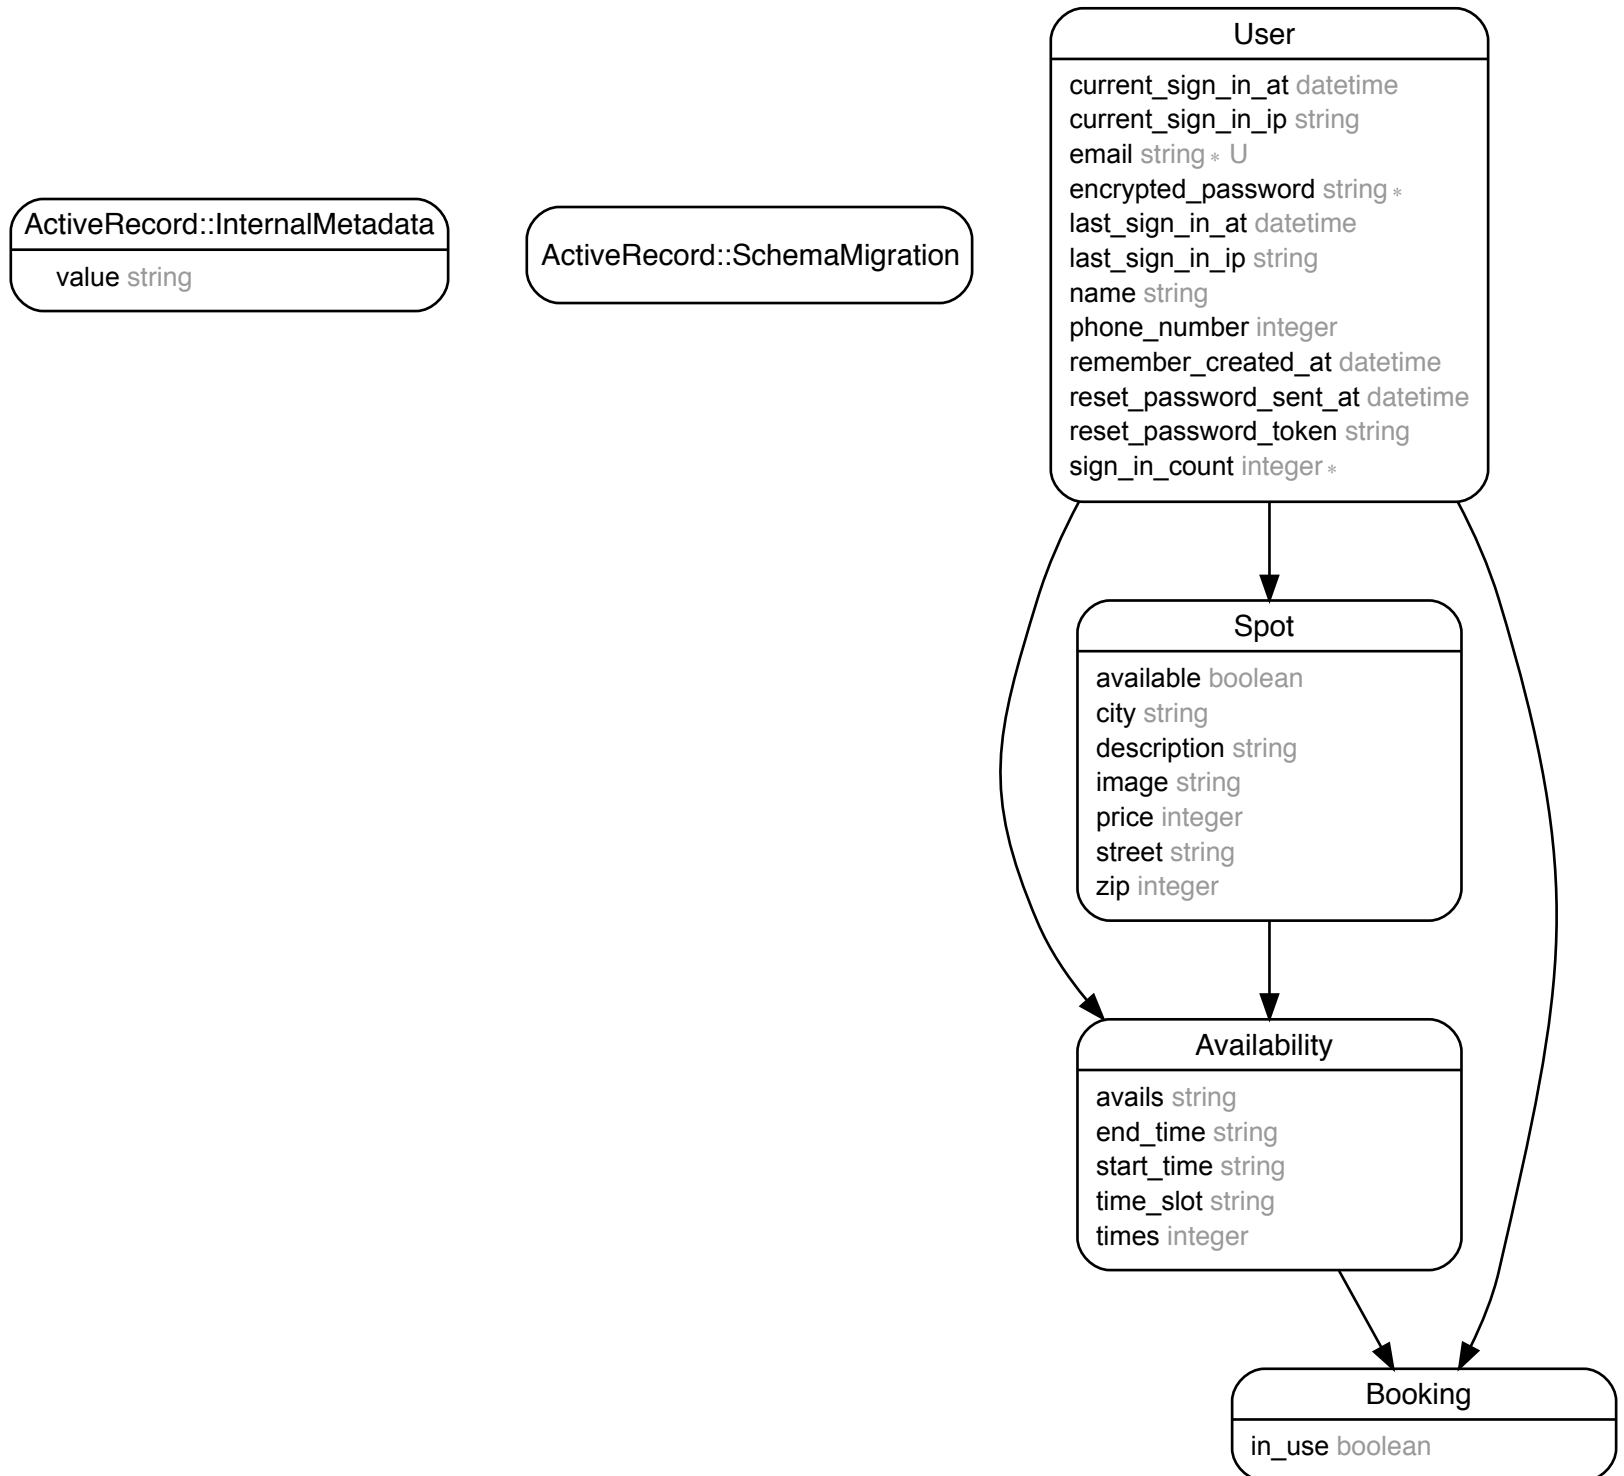 ActiveRecord::InternalMetadata
value string
ActiveRecord::SchemaMigration
User
current_sign_in_at datetime
current_sign_in_ip string
email string * U
encrypted_password string *
last_sign_in_at datetime
last_sign_in_ip string
name string
phone_number integer
remember_created_at datetime
reset_password_sent_at datetime
reset_password_token string
sign_in_count integer *
Spot
available boolean
city string
description string
image string
price integer
street string
zip integer
Availability
avails string
end_time string
start_time string
time_slot string
times integer
Booking
in_use boolean